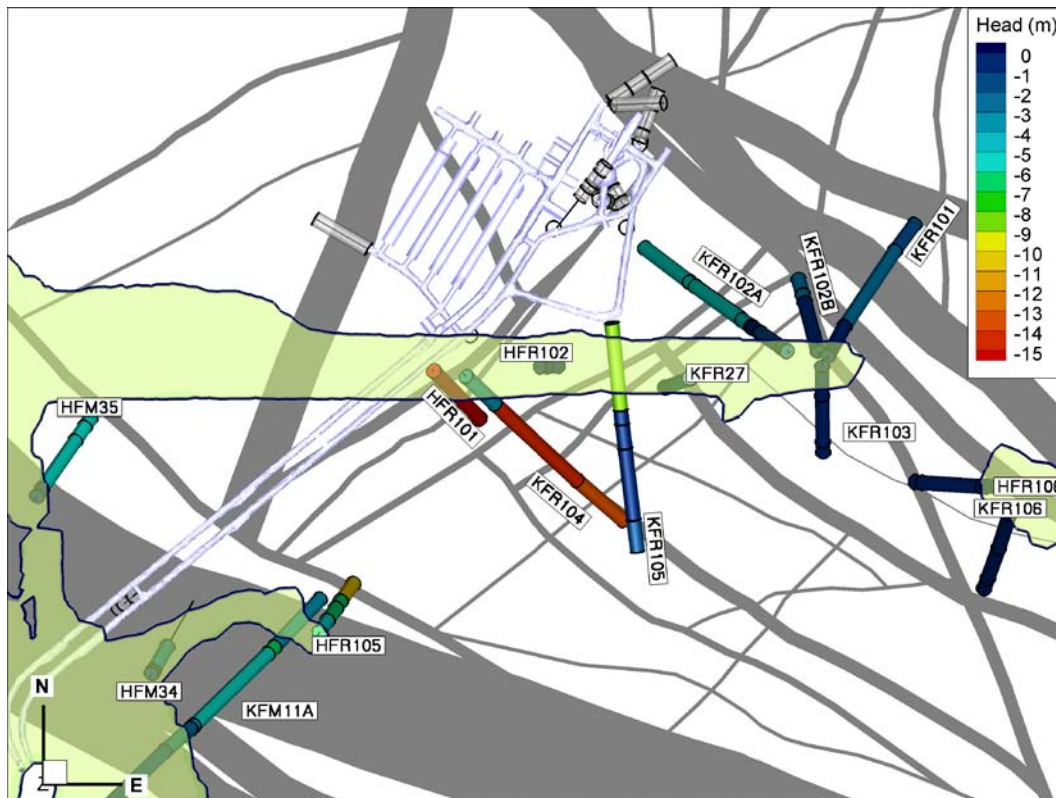 Head (m)
0
-1
-2
-4
-5
-6
-7
-8
-9
-10
-11
-12
-13
-14
-15
KFR101
KFR102B
KFR102A
HFR102
KFR27
HFR101
KFR103
HFM35
KFR104
KFR105
HFR106
KFR106
HFR105
HFM34
KFM11A
N
E
Z